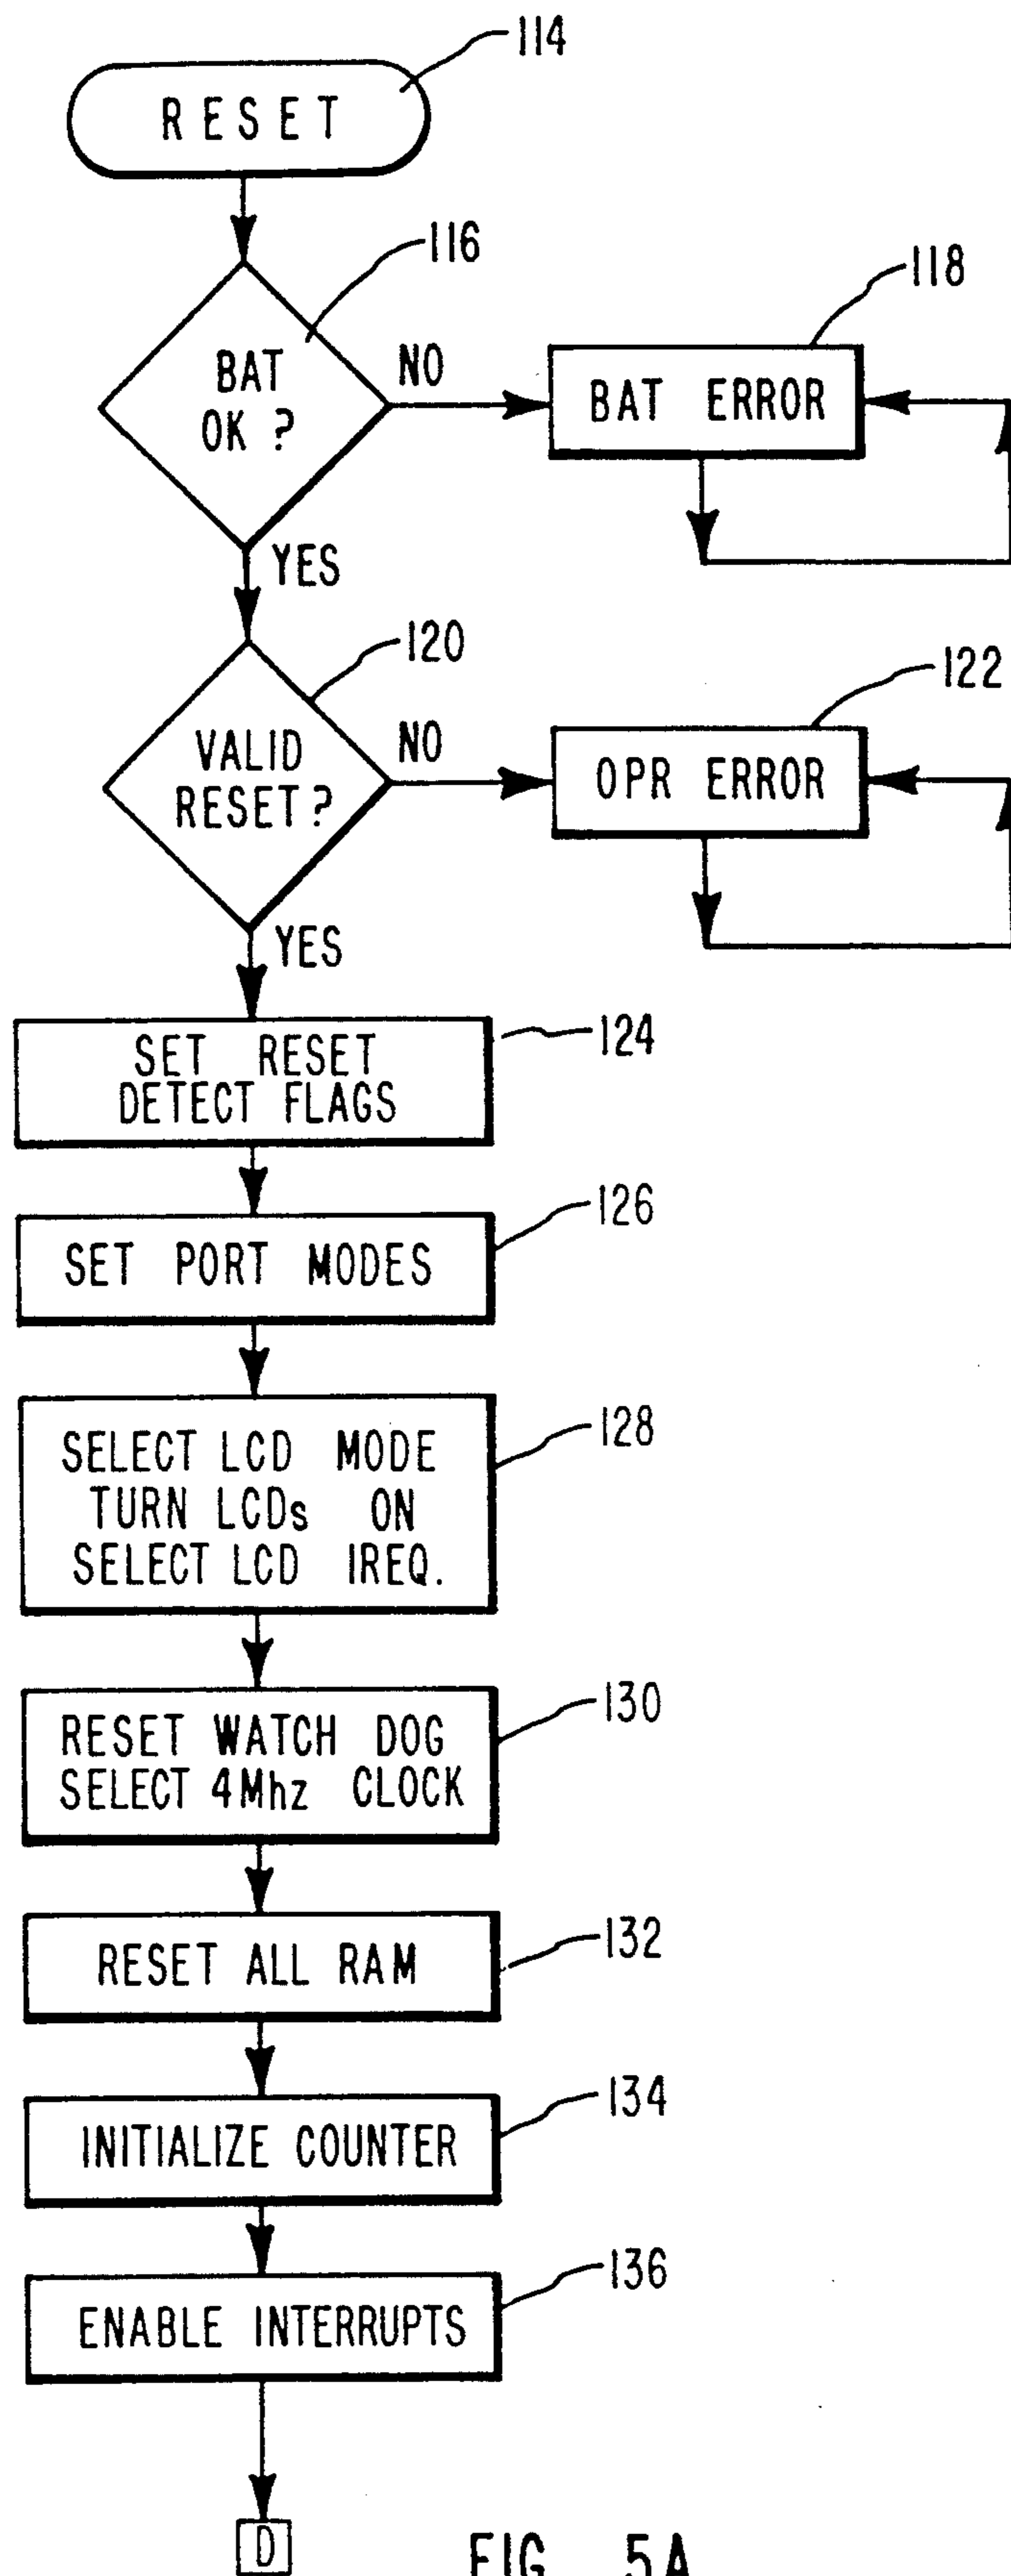 114
RESET
116
118
BAT
OK ?
NO
BAT ERROR
YES
120
122
VALID
RESET?
NO
OPR ERROR
YES
124
SET RESET
DETECT FLAGS
126
SET PORT MODES
128
SELECT LCD MODE
TURN LCDs ON
SELECT LCD IREQ.
130
RESET WATCH DOG
SELECT 4Mhz CLOCK
132
RESET ALL RAM
134
INITIALIZE COUNTER
136
ENABLE INTERRUPTS
D
FIG 5A